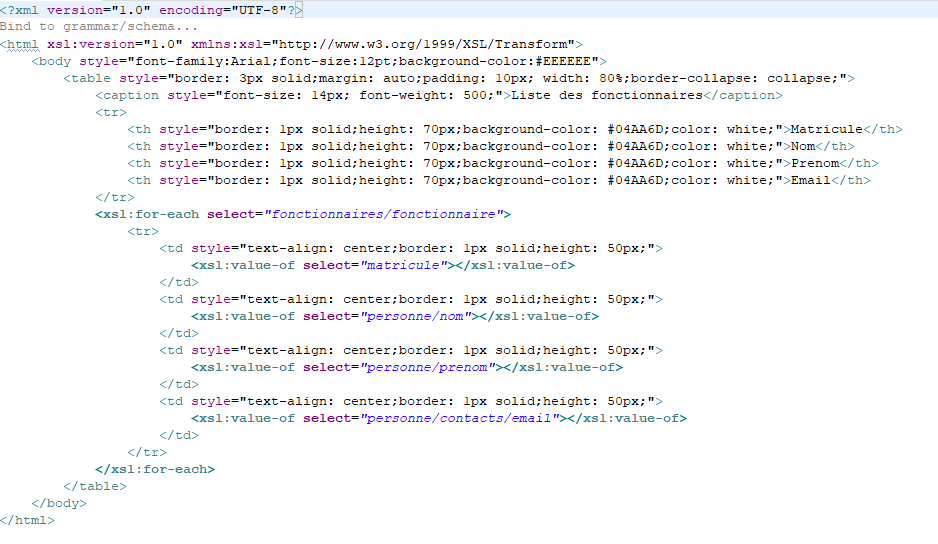 <?xml version="1.0" encoding="UTF-8"?>
Bind to grammar/schema...
<html xsl:version="1.0" xmlns:xsl="http://www.w3.org/1999/XSL/Transform">
    <body style="font-family:Arial;font-size:12pt;background-color:#EEEEEE">
        <table style="border: 3px solid;margin: auto;padding: 10px; width: 80%;border-collapse: collapse;">
            <caption style="font-size: 14px; font-weight: 500;">Liste des fonctionnaires</caption>
            <tr>
                <th style="border: 1px solid;height: 70px;background-color: #04AA6D;color: white;">Matricule</th>
                <th style="border: 1px solid;height: 70px;background-color: #04AA6D;color: white;">Nom</th>
                <th style="border: 1px solid;height: 70px;background-color: #04AA6D;color: white;">Prenom</th>
                <th style="border: 1px solid;height: 70px;background-color: #04AA6D;color: white;">Email</th>
            </tr>
            <xsl:for-each select="fonctionnaires/fonctionnaire">
                <tr>
                    <td style="text-align: center;border: 1px solid;height: 50px;">
                        <xsl:value-of select="matricule"></xsl:value-of>
                    </td>
                    <td style="text-align: center;border: 1px solid;height: 50px;">
                        <xsl:value-of select="personne/nom"></xsl:value-of>
                    </td>
                    <td style="text-align: center;border: 1px solid;height: 50px;">
                        <xsl:value-of select="personne/prenom"></xsl:value-of>
                    </td>
                    <td style="text-align: center;border: 1px solid;height: 50px;">
                        <xsl:value-of select="personne/contacts/email"></xsl:value-of>
                    </td>
                </tr>
            </xsl:for-each>
        </table>
    </body>
</html>